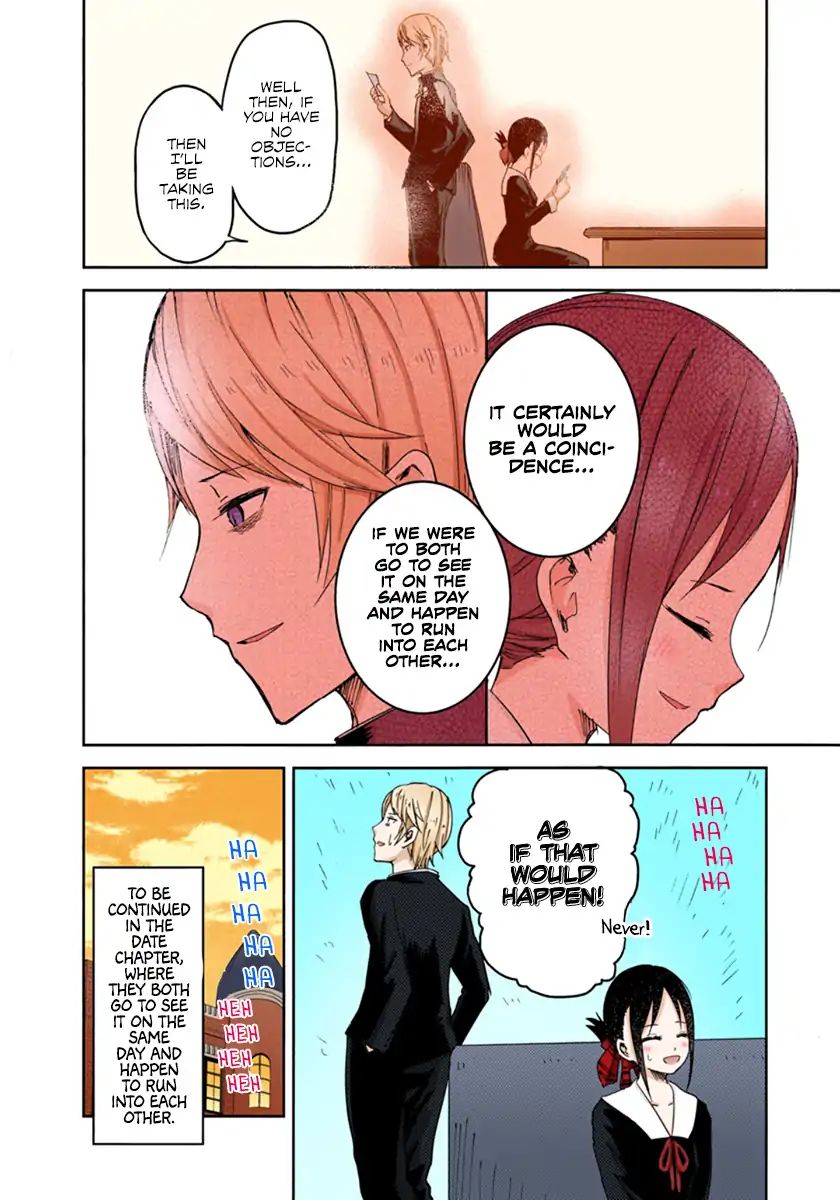 WELL
THEN, IF
YOU HAVE
NO
OBJEC-
TIONS...
THEN
I'LL
BE
TAKING
THIS.
IT CERTAINLY
WOULD
BE A COINCI-
DENCE...
IF WE WERE
TO BOTH
GO TO SEE
IT ON THE
SAME DAY
AND HAPPEN
TO RUN
INTO EACH
OTHER...
AS
IF THAT
WOULD
HAPPEN!
Never!
HA
HA
HA
HA
HA
HA
HA
HA
HA
HEH
HEH
HEH
HEH
TO BE
CONTINUED
IN THE
DATE
CHAPTER,
WHERE
THEY BOTH
GO TO SEE
IT ON THE
SAME
DAY AND
HAPPEN
TO RUN
INTO EACH
OTHER.